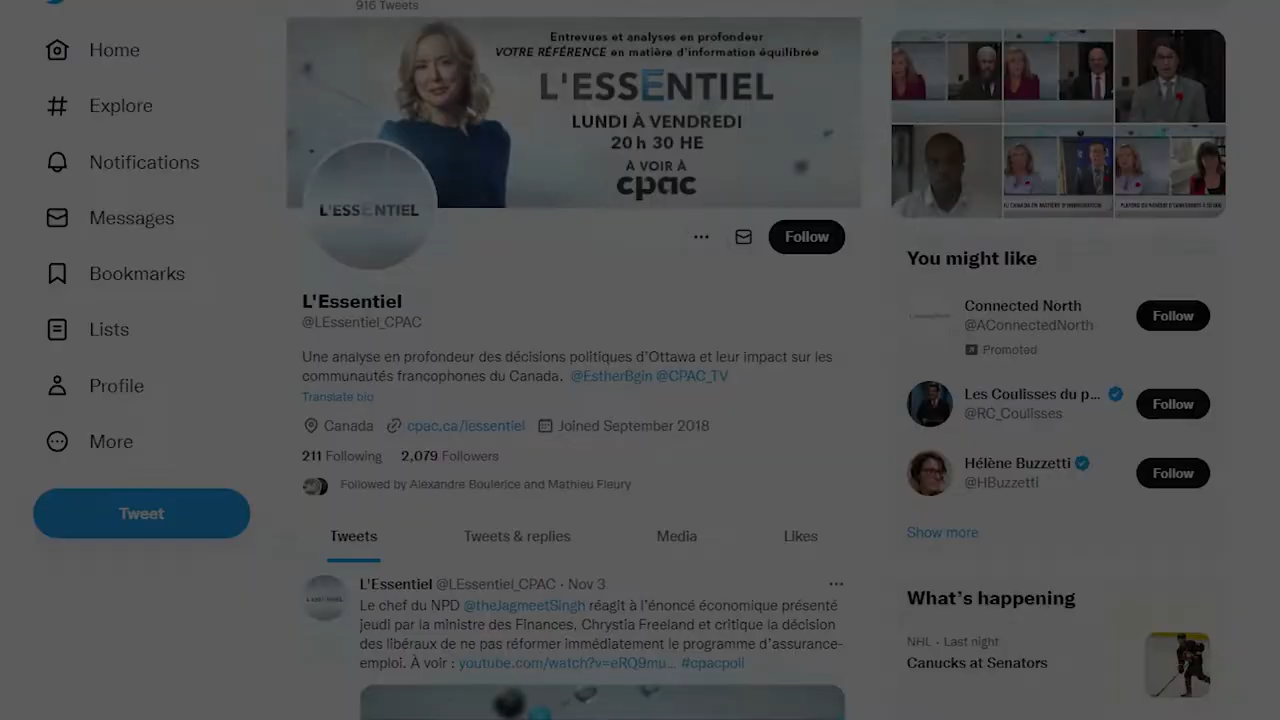 916 Tweets
Home
Explore
Notifications
Messages
Bookmarks
Lists
Profile
More
Tweet
Entrevues et analyses en profondeur
VOTRE RÉFÉRENCE en matière d'information équilibrée
L'ESSENTIEL
LUNDI À VENDREDI
20 h 30 HE
À VOIR À
cpac
L'ESSENTIEL
Follow
L'Essentiel
@LEssentiel_CPAC
Une analyse en profondeur des décisions politiques d'Ottawa et leur impact sur les
communautés francophones du Canada. @EstherBgin @CPAC_TV
Translate bio
Canada cpac.ca/lessentiel Joined September 2018
211 Following 2,079 Followers
Followed by Alexandre Boulerice and Mathieu Fleury
Tweets Tweets & replies Media Likes
L'Essentiel @LEssentiel_CPAC · Nov 3
Le chef du NPD @theJagmeetSingh réagit à l'énoncé économique présenté
jeudi par la ministre des Finances, Chrystia Freeland et critique la décision
des libéraux de ne pas réformer immédiatement le programme d'assurance-
emploi. À voir : youtube.com/watch?v=eRQ9mu... #cpacpoli
You might like
Connected North
@AConnectedNorth
Promoted
Follow
Les Coulisses du p...
@RC_Coulisses
Follow
Hélène Buzzetti
@HBuzzetti
Follow
Show more
What's happening
NHL · Last night
Canucks at Senators